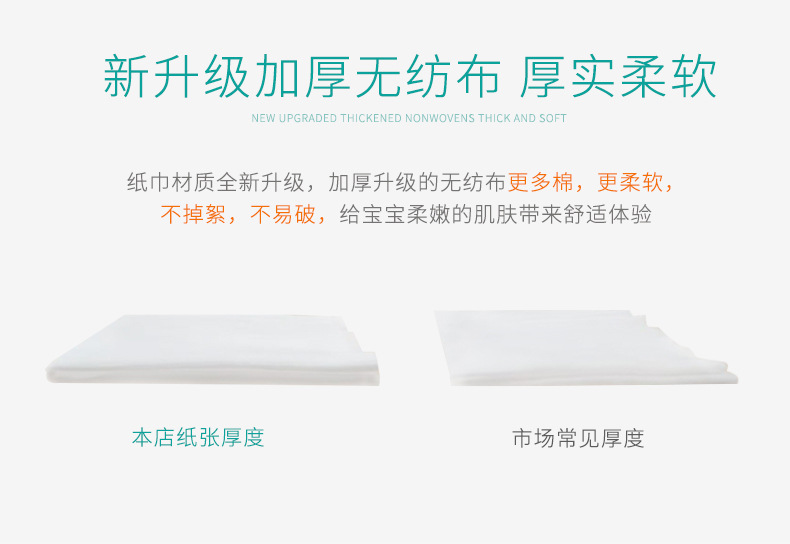 新升级加厚无纺布 厚实柔软
NEW UPGRADED THICKENED NONWOVENS THICK AND SOFT
纸巾材质全新升级，加厚升级的无纺布更多棉，更柔软，
不掉絮，不易破，给宝宝柔嫩的肌肤带来舒适体验
本店纸张厚度
市场常见厚度